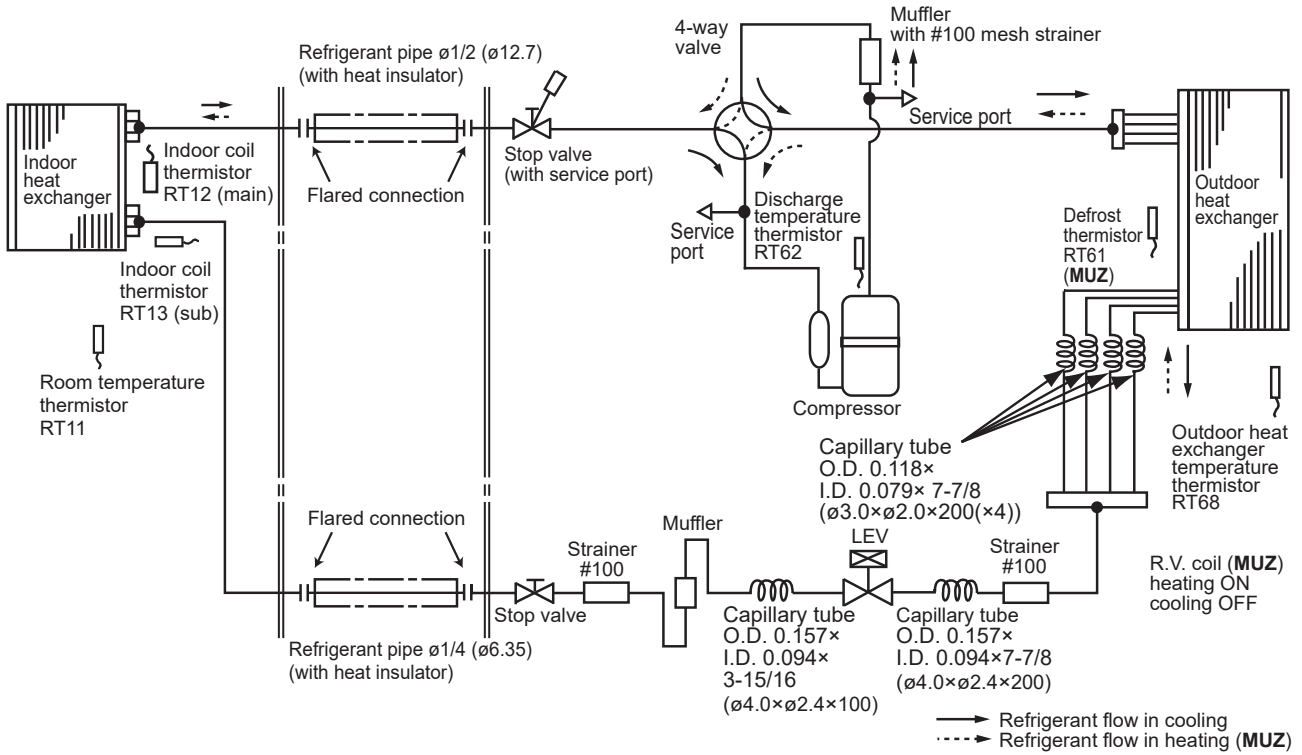 Refrigerant pipe ø1/2 (ø12.7)
(with heat insulator)
4-way
valve
Muffler
with #100 mesh strainer
Service port
Indoor
heat
exchanger
Indoor coil
thermistor
RT12 (main)
Flared connection
Stop valve
(with service port)
Service
port
Discharge
temperature
thermistor
RT62
Outdoor
heat
exchanger
Defrost
thermistor
RT61
(MUZ)
Indoor coil
thermistor
RT13 (sub)
Room temperature
thermistor
RT11
Compressor
Capillary tube
O.D. 0.118×
I.D. 0.079× 7-7/8
(ø3.0×ø2.0×200(×4))
Outdoor heat
exchanger
temperature
thermistor
RT68
Flared connection
Stop valve
Strainer
#100
Muffler
LEV
Strainer
#100
R.V. coil (MUZ)
heating ON
cooling OFF
Refrigerant pipe ø1/4 (ø6.35)
(with heat insulator)
Capillary tube
O.D. 0.157×
I.D. 0.094×
3-15/16
(ø4.0×ø2.4×100)
Capillary tube
O.D. 0.157×
I.D. 0.094×7-7/8
(ø4.0×ø2.4×200)
Refrigerant flow in cooling
Refrigerant flow in heating (MUZ)